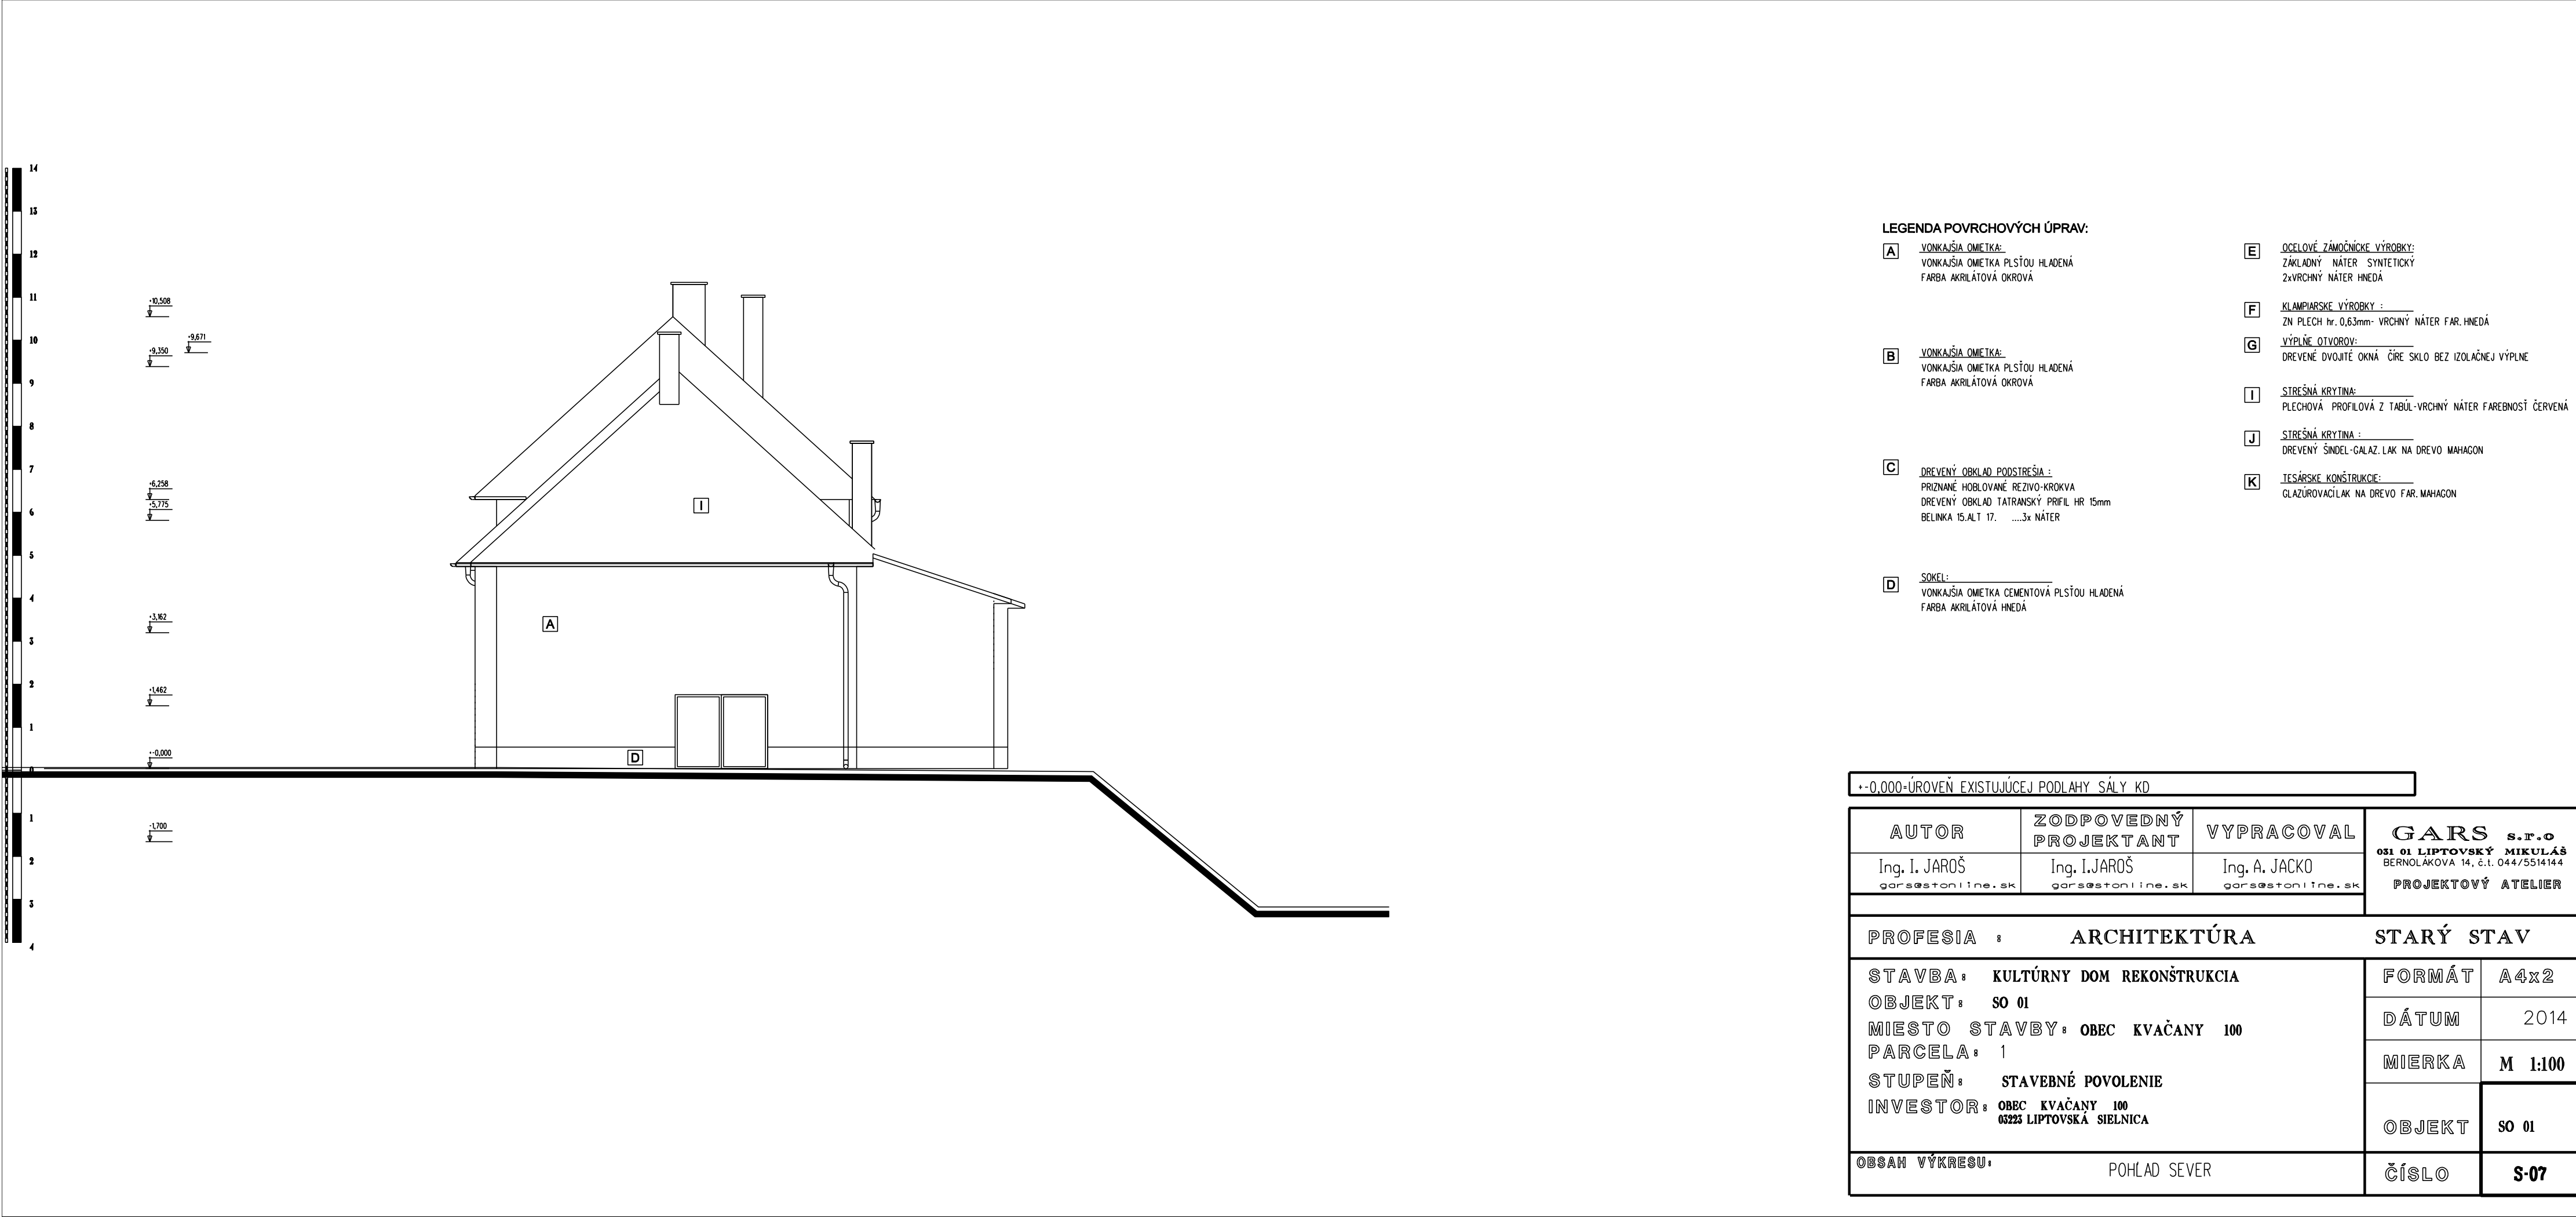 14
13
12
11
10
9
8
7
6
5
4
3
2
1
0
1
2
3
4
+10,508
+9,671
+9,350
+6,258
+5,775
+3,162
+1,462
+-0,000
-1,700
I
A
D
LEGENDA POVRCHOVÝCH ÚPRAV:
A VONKAJŠIA OMIETKA:
VONKAJŠIA OMIETKA PLSŤOU HLADENÁ
FARBA AKRILÁTOVÁ OKROVÁ
B VONKAJŠIA OMIETKA:
VONKAJŠIA OMIETKA PLSŤOU HLADENÁ
FARBA AKRILÁTOVÁ OKROVÁ
C DREVENÝ OBKLAD PODSTREŠIA :
PRIZNANÉ HOBLOVANÉ REZIVO-KROKVA
DREVENÝ OBKLAD TATRANSKÝ PRIFIL HR 15mm
BELINKA 15.ALT 17. ....3x NÁTER
D SOKEL:
VONKAJŠIA OMIETKA CEMENTOVÁ PLSŤOU HLADENÁ
FARBA AKRILÁTOVÁ HNEDÁ
E OCELOVÉ ZÁMOČNÍCKE VÝROBKY:
ZÁKLADNÝ NÁTER SYNTETICKÝ
2xVRCHNÝ NÁTER HNEDÁ
F KLAMPIARSKE VÝROBKY :
ZN PLECH hr. 0,63mm- VRCHNÝ NÁTER FAR. HNEDÁ
G VÝPLŇE OTVOROV:
DREVENÉ DVOJITÉ OKNÁ ČÍRE SKLO BEZ IZOLAČNEJ VÝPLNE
I STREŠNÁ KRYTINA:
PLECHOVÁ PROFILOVÁ Z TABÚL-VRCHNÝ NÁTER FAREBNOSŤ ČERVENÁ
J STREŠNÁ KRYTINA :
DREVENÝ ŠINDEL-GALAZ. LAK NA DREVO MAHAGON
K TESÁRSKE KONŠTRUKCIE:
GLAZÚROVACÍ LAK NA DREVO FAR. MAHAGON
+-0,000=ÚROVEŇ EXISTUJÚCEJ PODLAHY SÁLY KD
AUTOR
Ing. I. JAROŠ
gars@stonline.sk
ZODPOVEDNÝ
PROJEKTANT
Ing. I.JAROŠ
gars@stonline.sk
VYPRACOVAL
Ing. A. JACKO
gars@stonline.sk
GARS s.r.o
031 01 LIPTOVSKÝ MIKULÁŠ
BERNOLÁKOVA 14, č.t. 044/5514144
PROJEKTOVÝ ATELIER
PROFESIA : ARCHITEKTÚRA STARÝ STAV
STAVBA: KULTÚRNY DOM REKONŠTRUKCIA
OBJEKT: SO 01
MIESTO STAVBY: OBEC KVAČANY 100
PARCELA: 1
STUPEŇ: STAVEBNÉ POVOLENIE
INVESTOR: OBEC KVAČANY 100
03223 LIPTOVSKÁ SIELNICA
FORMÁT A4x2
DÁTUM 2014
MIERKA M 1:100
OBJEKT SO 01
OBSAH VÝKRESU: POHĽAD SEVER
ČÍSLO S-07